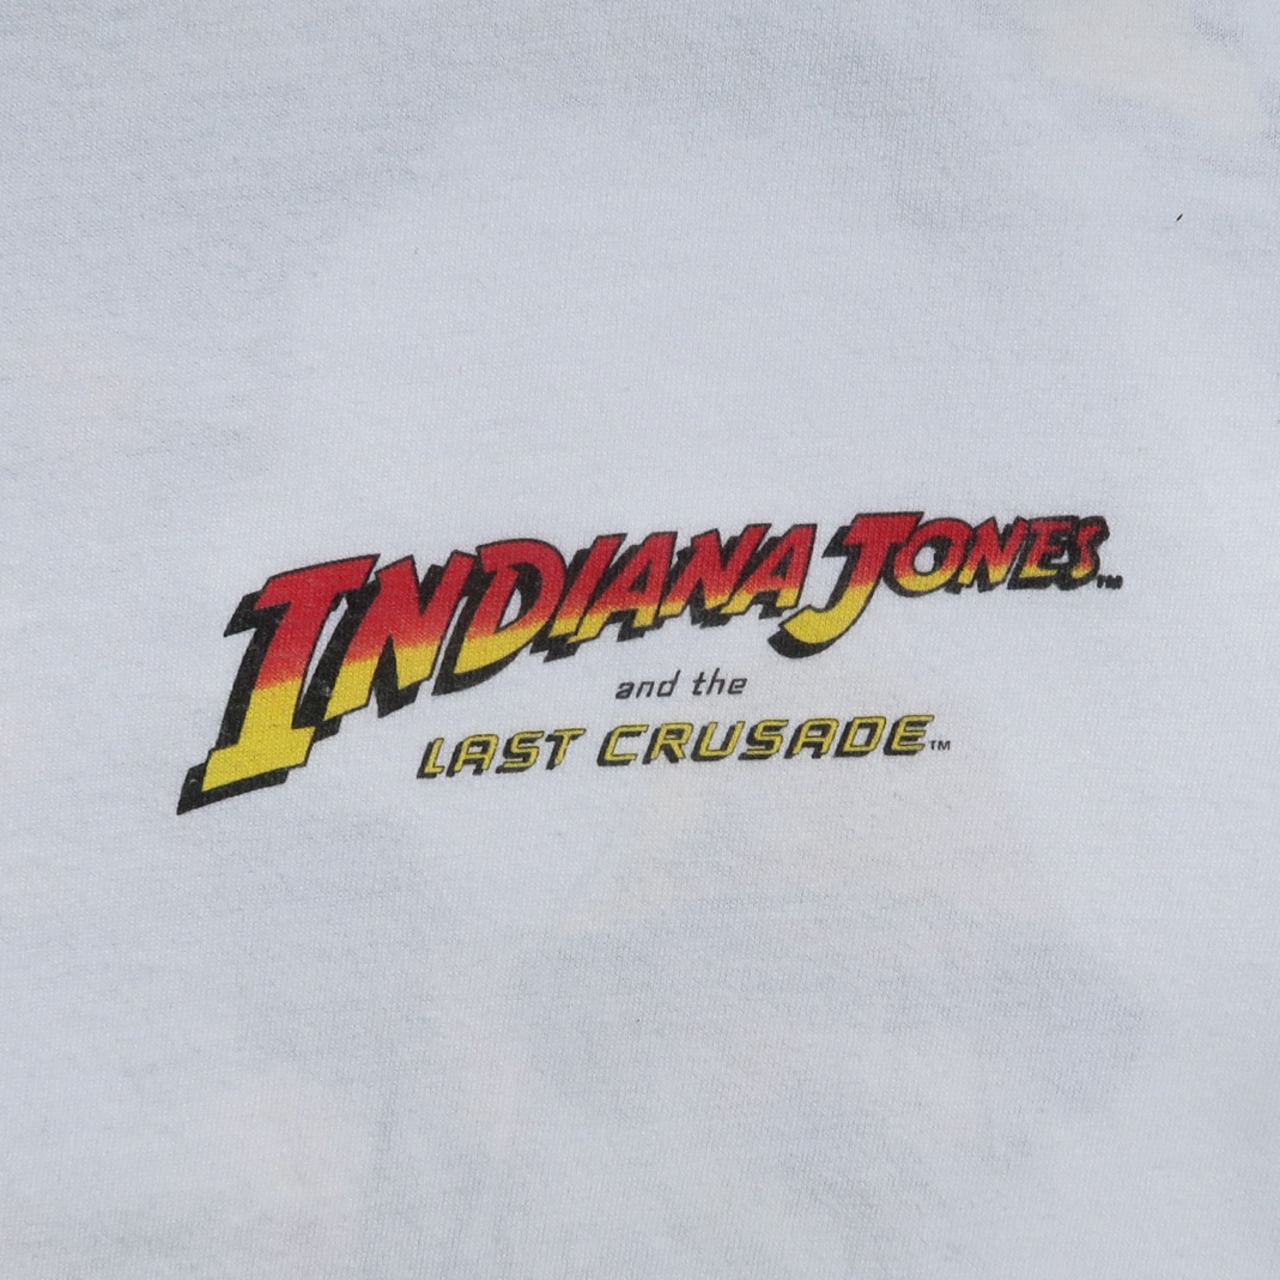 INDIANA JONES™
and the
LAST CRUSADE™